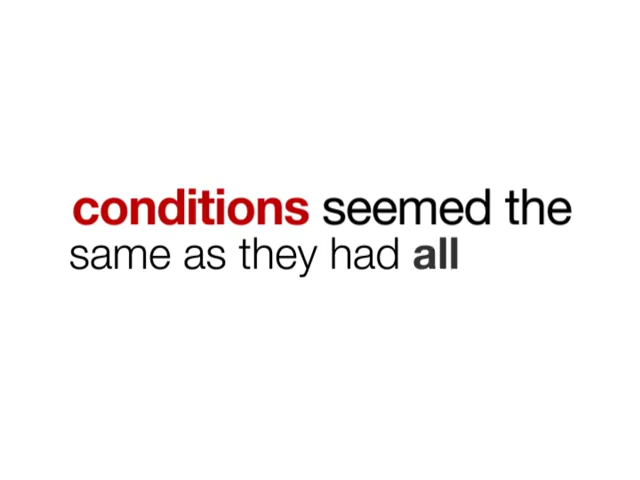 conditions seemed the
same as they had all